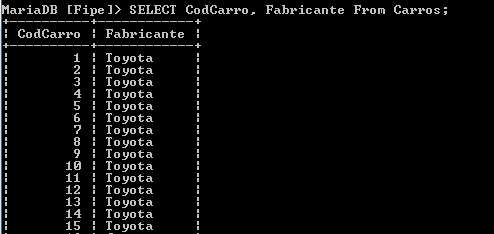 MariaDB [Fipe]> SELECT CodCarro, Fabricante From Carros;
+----------+------------+
¦ CodCarro ¦ Fabricante ¦
+----------+------------+
¦        1 ¦ Toyota     ¦
¦        2 ¦ Toyota     ¦
¦        3 ¦ Toyota     ¦
¦        4 ¦ Toyota     ¦
¦        5 ¦ Toyota     ¦
¦        6 ¦ Toyota     ¦
¦        7 ¦ Toyota     ¦
¦        8 ¦ Toyota     ¦
¦        9 ¦ Toyota     ¦
¦       10 ¦ Toyota     ¦
¦       11 ¦ Toyota     ¦
¦       12 ¦ Toyota     ¦
¦       13 ¦ Toyota     ¦
¦       14 ¦ Toyota     ¦
¦       15 ¦ Toyota     ¦